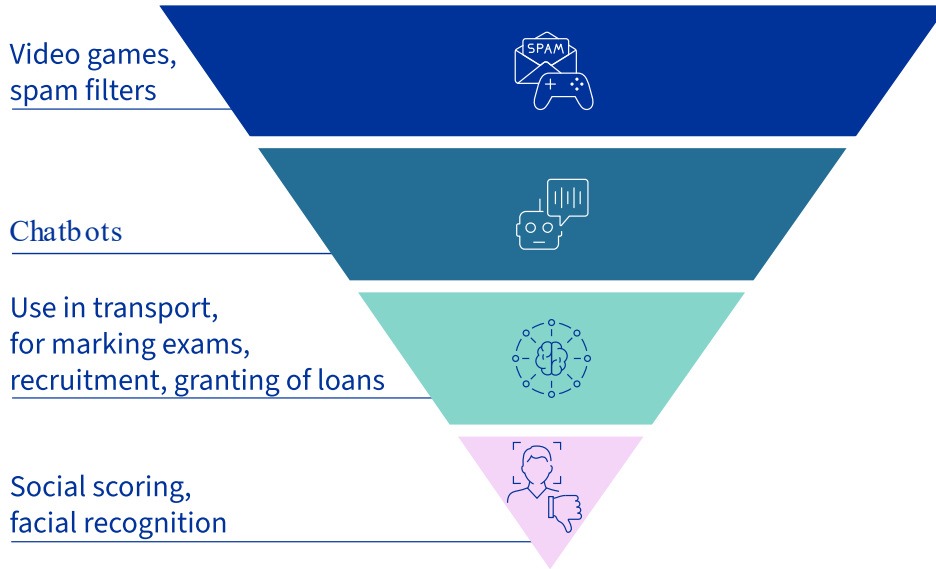 Video games,
spam filters
SPAM
Chatbots
Use in transport,
for marking exams,
recruitment, granting of loans
Social scoring,
facial recognition